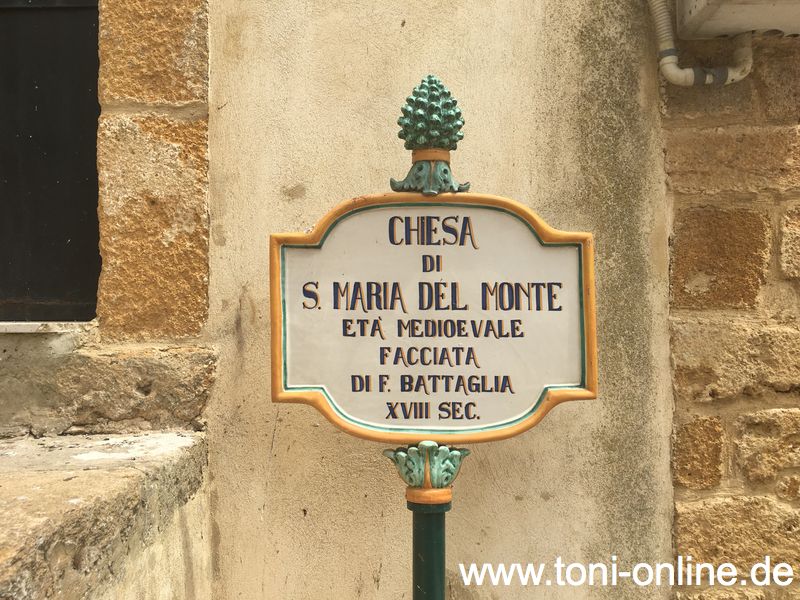 CHIESA
DI
S. MARIA DEL MONTE
ETÀ MEDIOEVALE
FACCIATA
DI F. BATTAGLIA
XVIII SEC.
www.toni-online.de